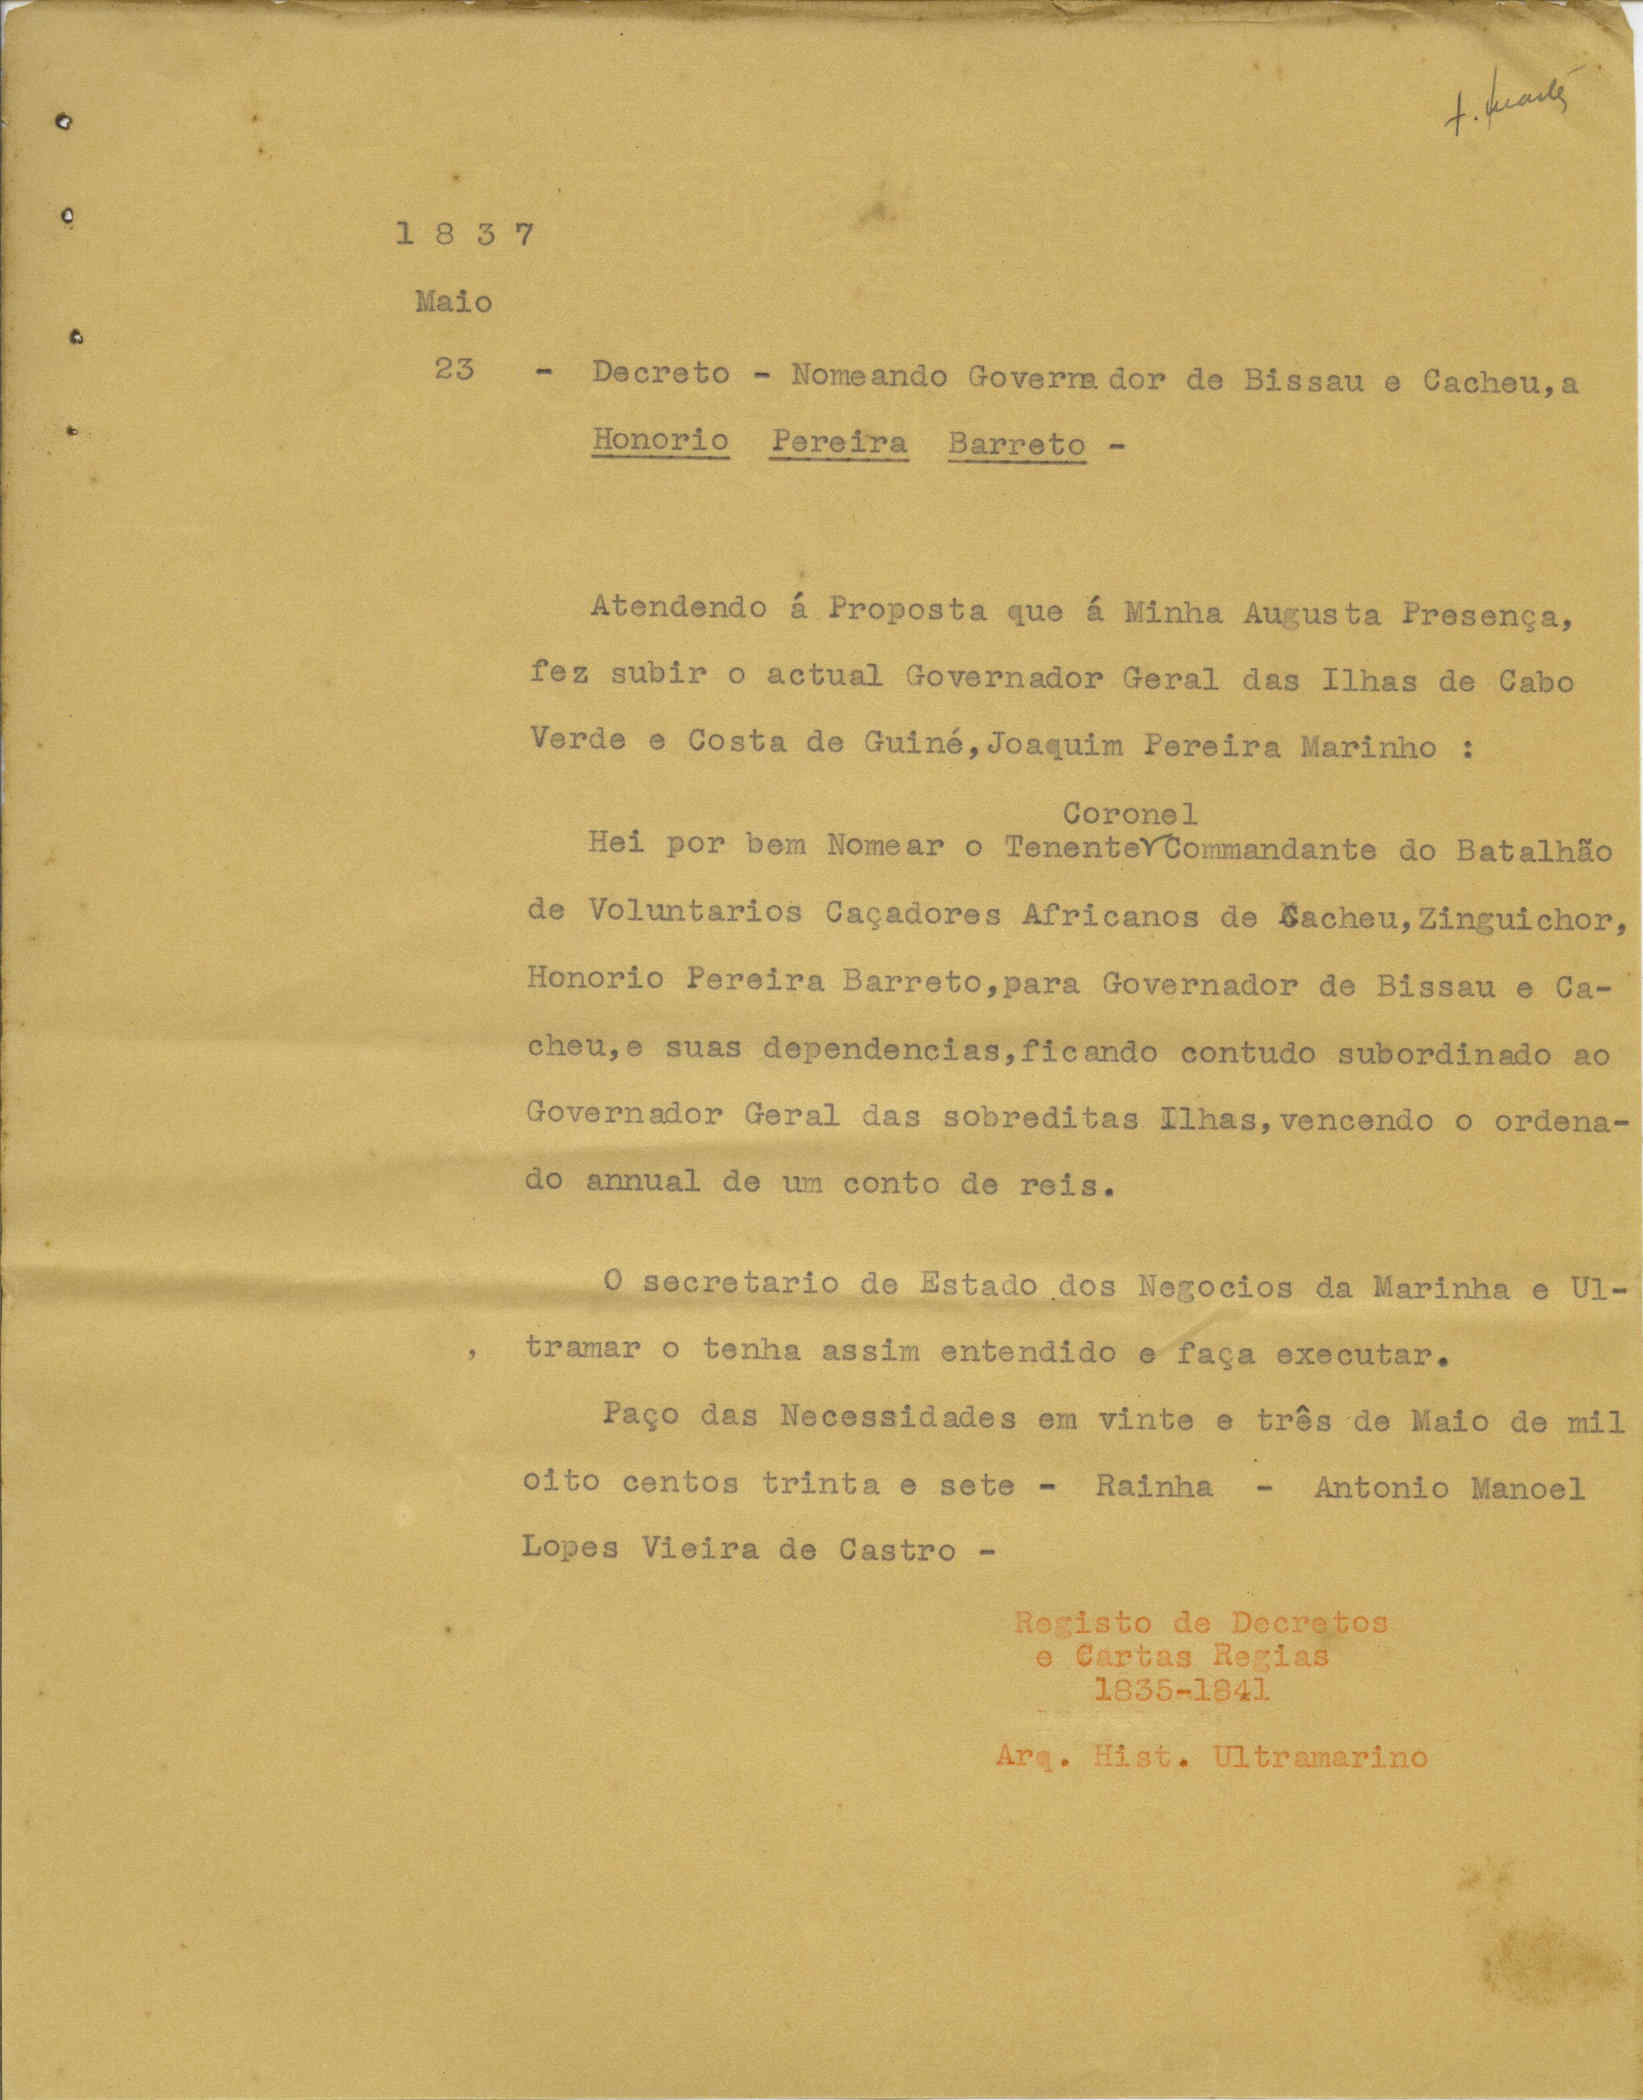 1 8 3 7
Maio
23 - Decreto - Nomeando Governador de Bissau e Cacheu, a
Honorio Pereira Barreto -
Atendendo á Proposta que á Minha Augusta Presença,
fez subir o actual Governador Geral das Ilhas de Cabo
Verde e Costa de Guiné, Joaquim Pereira Marinho :
Coronel
Hei por bem Nomear o Tenente Commandante do Batalhão
de Voluntarios Caçadores Africanos de Cacheu, Zinguichor,
Honorio Pereira Barreto, para Governador de Bissau e Ca-
cheu, e suas dependencias, ficando contudo subordinado ao
Governador Geral das sobreditas Ilhas, vencendo o ordena-
do annual de um conto de reis.
O secretario de Estado dos Negocios da Marinha e Ul-
tramar o tenha assim entendido e faça executar.
Paço das Necessidades em vinte e três de Maio de mil
oito centos trinta e sete - Rainha - Antonio Manoel
Lopes Vieira de Castro -
Registo de Decretos
e Cartas Regias
1835-1841
Arq. Hist. Ultramarino